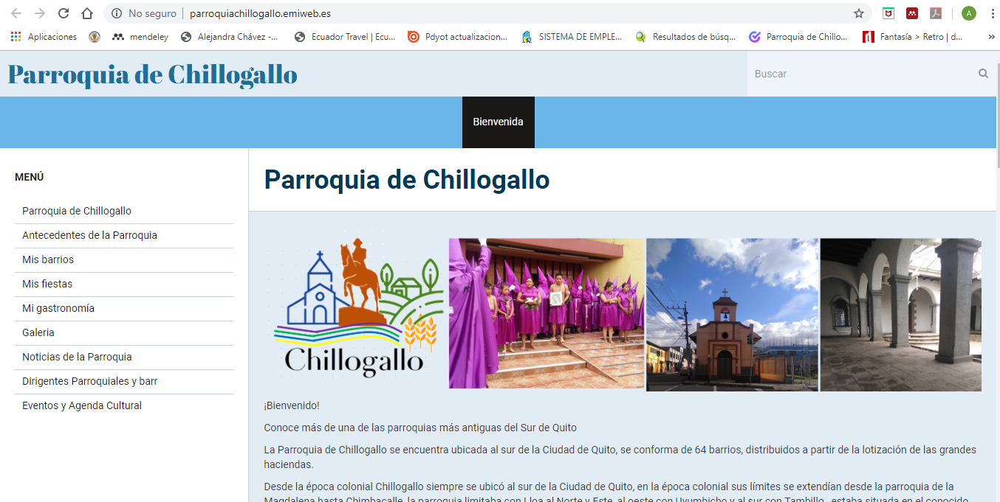 No seguro
parroquiachillogallo.emiweb.es
A
Aplicaciones
mendeley
Alejandra Chávez -...
Ecuador Travel | Ecu...
Pdyot actualizacion...
SISTEMA DE EMPLE...
Resultados de búsq...
Parroquia de Chillo...
Fantasía > Retro | d...
»
Parroquia de Chillogallo
Buscar
Bienvenida
MENÚ
Parroquia de Chillogallo
Antecedentes de la Parroquia
Mis barrios
Mis fiestas
Mi gastronomía
Galeria
Noticias de la Parroquia
Dirigentes Parroquiales y barr
Eventos y Agenda Cultural
Parroquia de Chillogallo
Chillogallo
¡Bienvenido!
Conoce más de una de las parroquias más antiguas del Sur de Quito
La Parroquia de Chillogallo se encuentra ubicada al sur de la Ciudad de Quito, se conforma de 64 barrios, distribuidos a partir de la lotización de las grandes
haciendas.
Desde la época colonial Chillogallo siempre se ubicó al sur de la Ciudad de Quito, en la época colonial sus límites se extendían desde la parroquia de la
Magdalena hasta Chimbacalle, la parroquia limitaba con Lloa al Norte y Este, al oeste con Uyumbicho y al sur con Tambillo, estaba situada en el conocido